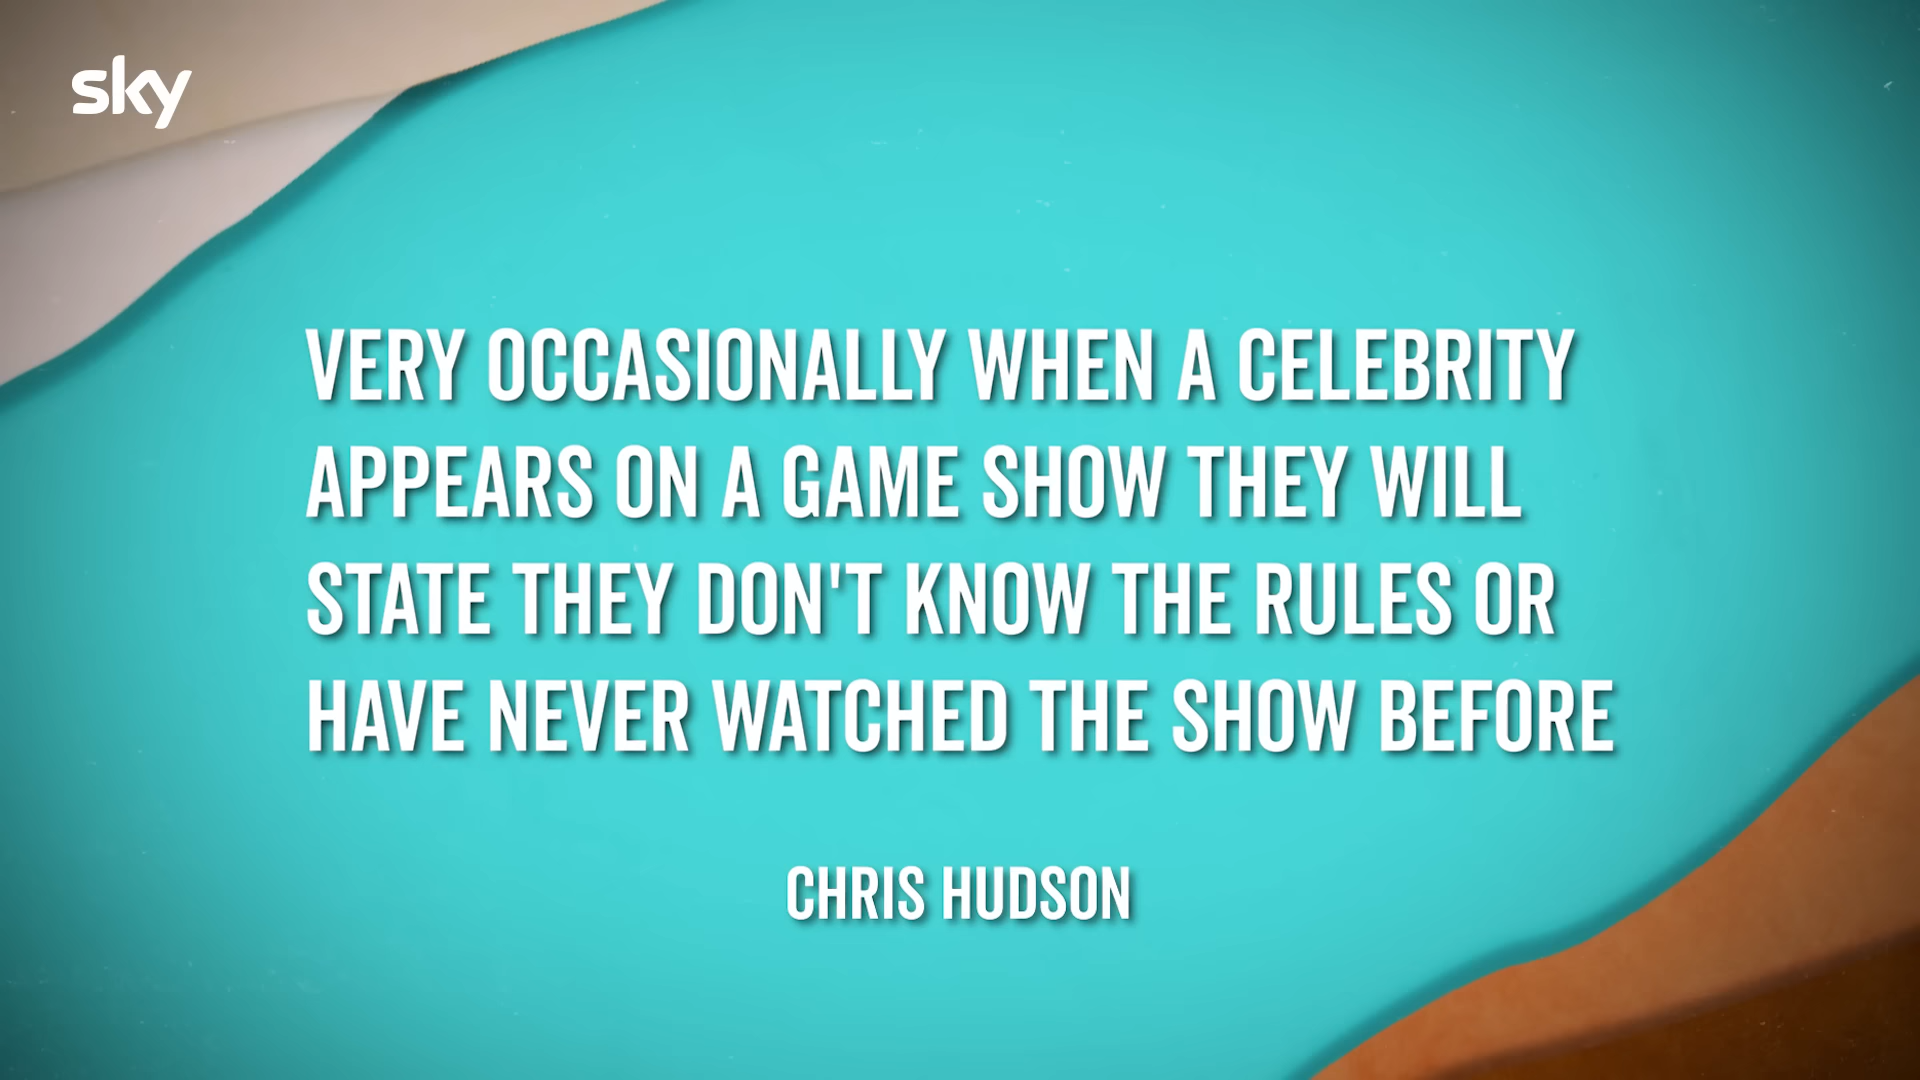 sky
VERY OCCASIONALLY WHEN A CELEBRITY
APPEARS ON A GAME SHOW THEY WILL
STATE THEY DON'T KNOW THE RULES OR
HAVE NEVER WATCHED THE SHOW BEFORE
CHRIS HUDSON